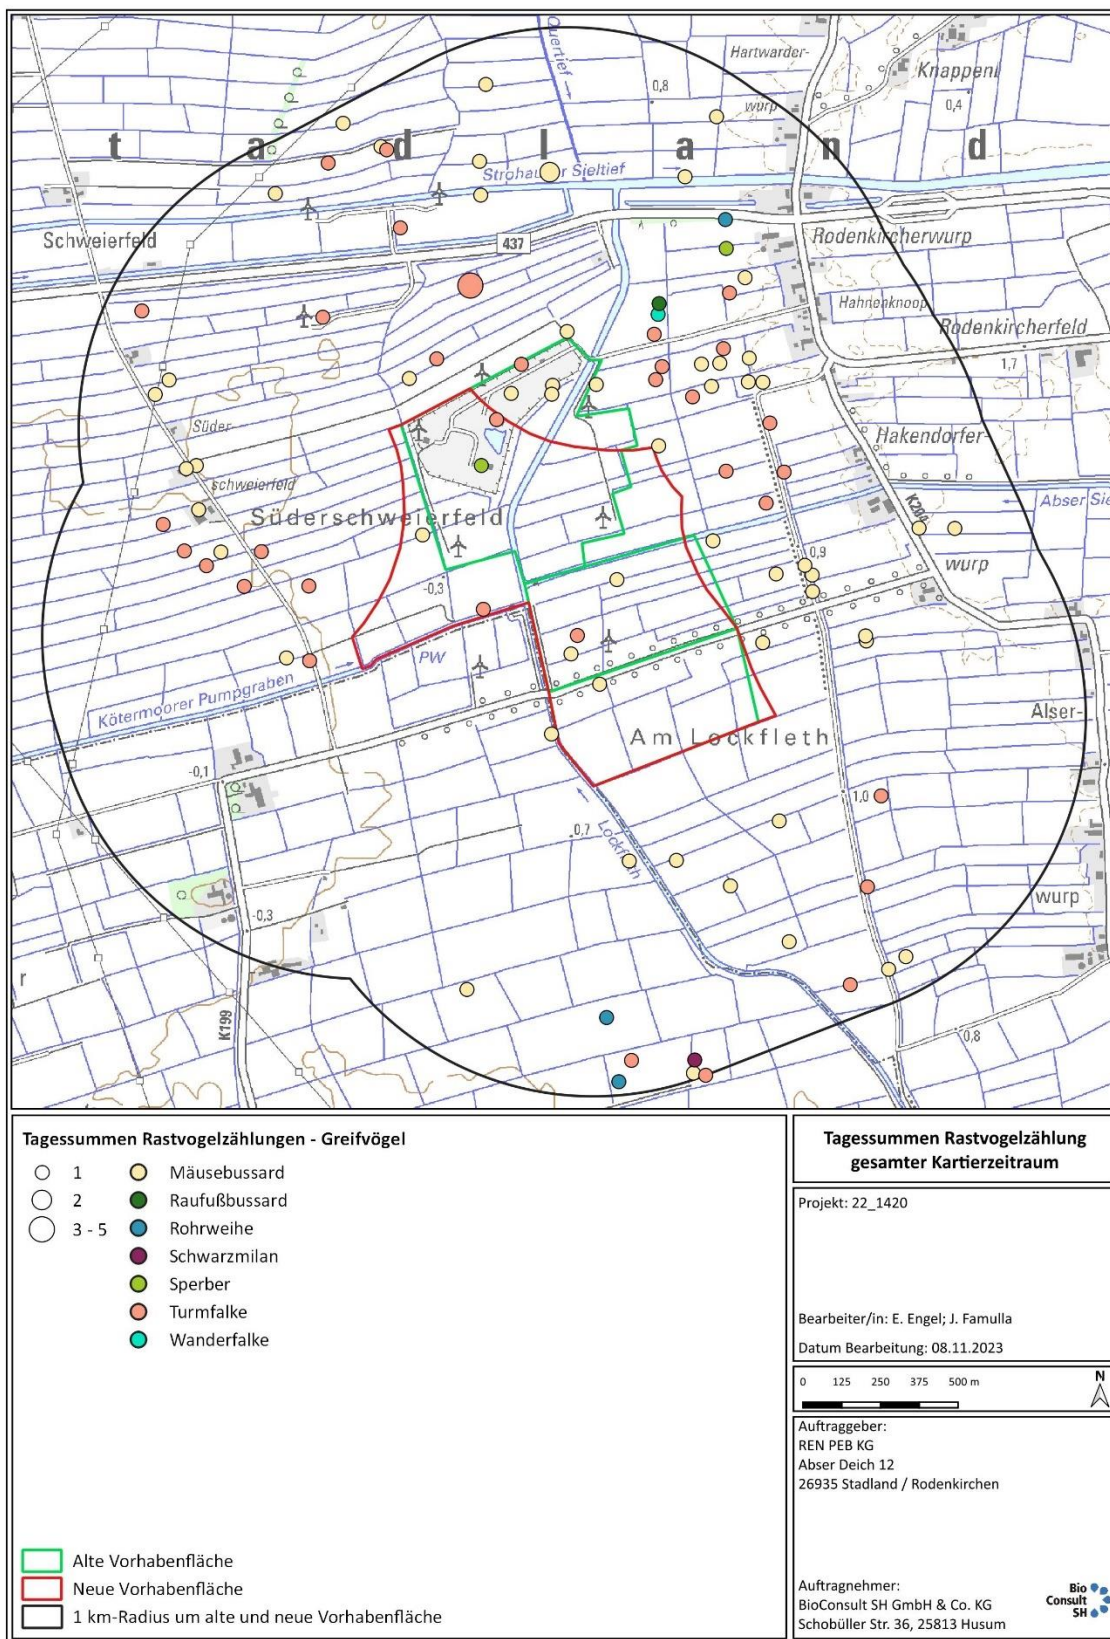 Quertief
Hartwarder-
wurp
Knappenl
0,8
0,4
t a d l a n d
Strohauser Sieltief
Schweierfeld
437
Rodenkircherwurp
Hahnenknoop
Rodenkircherfeld
1,7
Süder-
schweierfeld
Hakendorfer-
wurp
K204
Abser Sie
Süderschweierfeld
-0,3
0,9
PW
Kötermoorer Pumpgraben
Am Lockfleth
Alser-
wurp
-0,1
1,0
0,7
Lockfleth
-0,3
r
K199
0,8
Tagessummen Rastvogelzählungen - Greifvögel
1
2
3 - 5
Mäusebussard
Raufußbussard
Rohrweihe
Schwarzmilan
Sperber
Turmfalke
Wanderfalke
Alte Vorhabenfläche
Neue Vorhabenfläche
1 km-Radius um alte und neue Vorhabenfläche
Tagessummen Rastvogelzählung
gesamter Kartierzeitraum
Projekt: 22_1420
Bearbeiter/in: E. Engel; J. Famulla
Datum Bearbeitung: 08.11.2023
0 125 250 375 500 m
N
Auftraggeber:
REN PEB KG
Abser Deich 12
26935 Stadland / Rodenkirchen
Auftragnehmer:
BioConsult SH GmbH & Co. KG
Schobüller Str. 36, 25813 Husum
Bio
Consult
SH